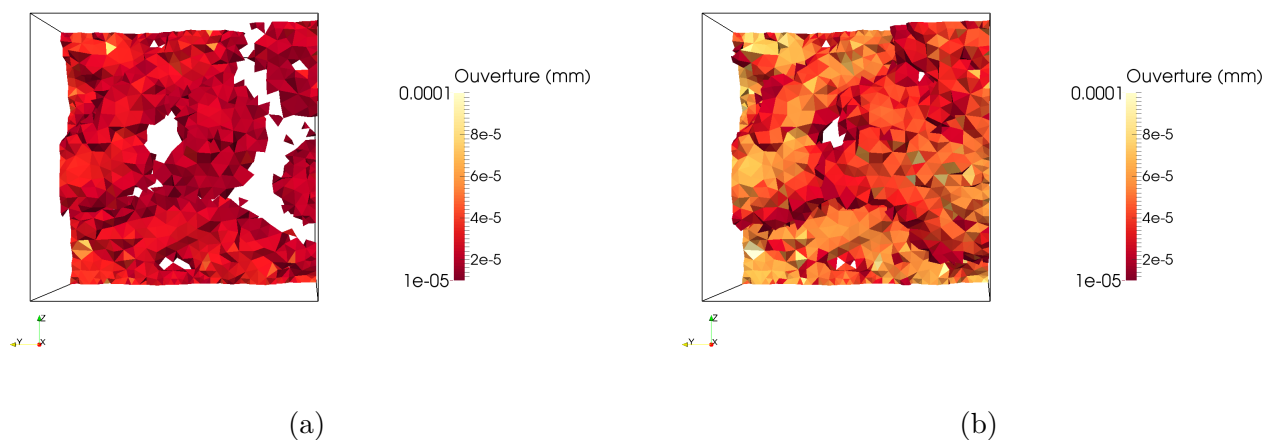 Ouverture (mm)
0.0001
8e-5
6e-5
4e-5
2e-5
1e-05
Z
Y
X
(a)
Ouverture (mm)
0.0001
8e-5
6e-5
4e-5
2e-5
1e-05
Z
Y
X
(b)